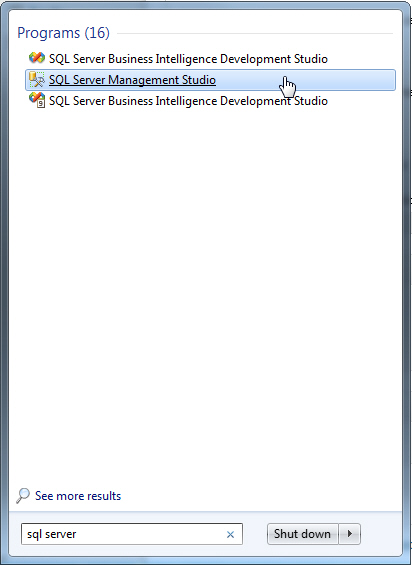 Programs (16)
SQL Server Business Intelligence Development Studio
SQL Server Management Studio
SQL Server Business Intelligence Development Studio
See more results
sql server
Shut down